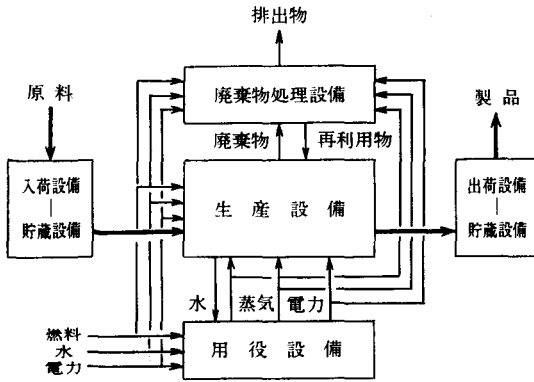 排出物
原料
廃棄物処理設備
製品
廃棄物
再利用物
入荷設備
|
貯蔵設備
生産設備
出荷設備
|
貯蔵設備
水
蒸気
電力
燃料
水
電力
用役設備